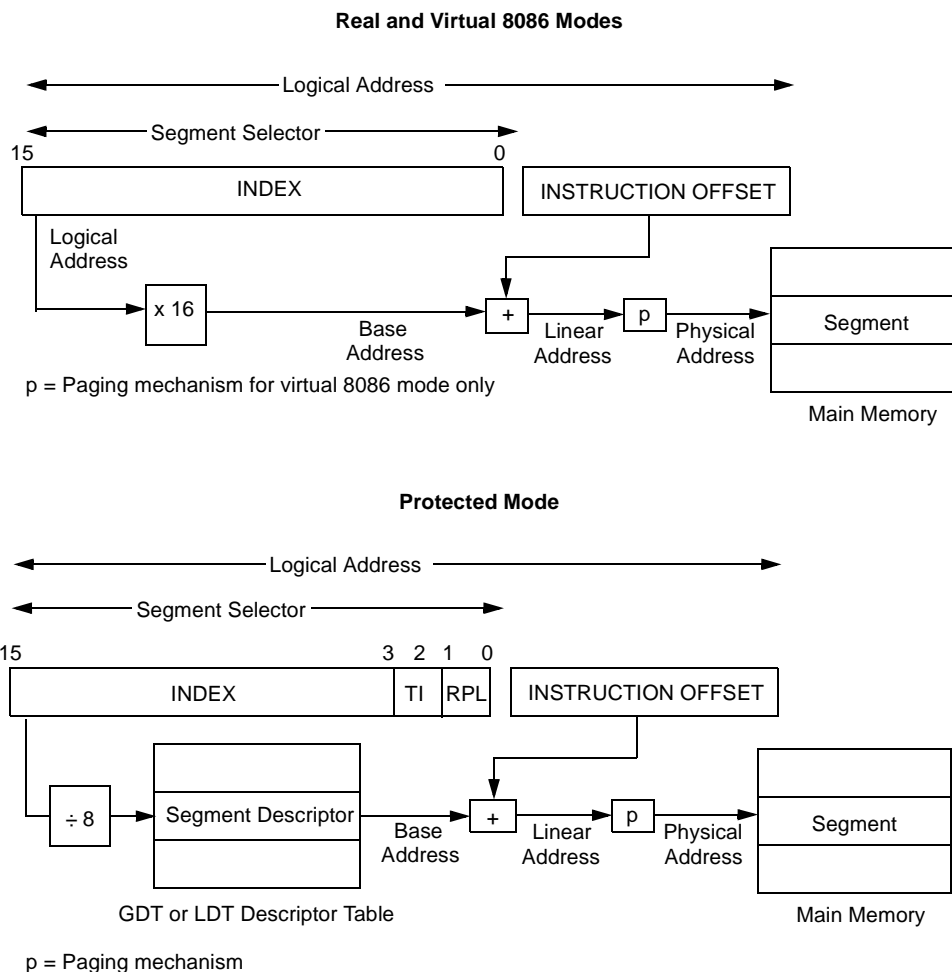 Real and Virtual 8086 Modes
Logical Address
Segment Selector
15 0
INDEX INSTRUCTION OFFSET
Logical
Address
x 16 + p Segment
Base
Address
Linear
Address
Physical
Address
p = Paging mechanism for virtual 8086 mode only
Main Memory
Protected Mode
Logical Address
Segment Selector
15 3 2 1 0
INDEX TI RPL INSTRUCTION OFFSET
÷ 8 Segment Descriptor + p Segment
Base
Address
Linear
Address
Physical
Address
GDT or LDT Descriptor Table
Main Memory
p = Paging mechanism